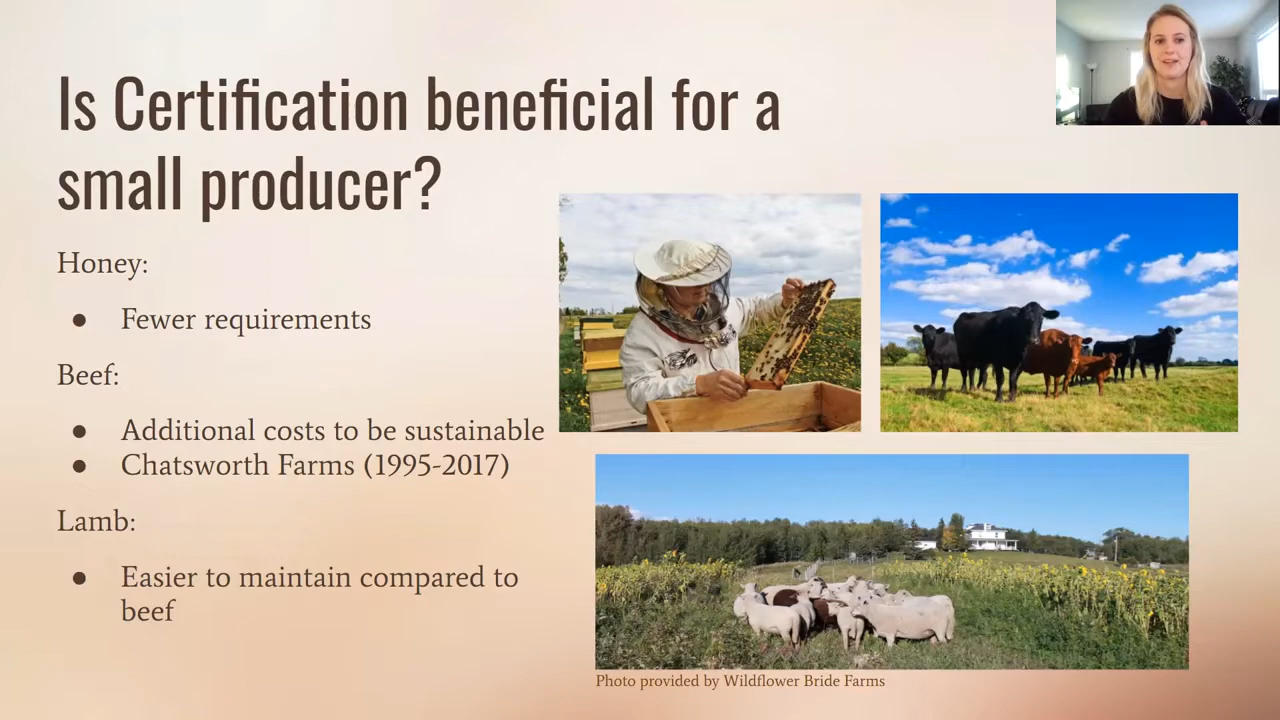 Is Certification beneficial for a
small producer?
Honey:
● Fewer requirements
Beef:
● Additional costs to be sustainable
● Chatsworth Farms (1995-2017)
Lamb:
● Easier to maintain compared to
beef
Photo provided by Wildflower Bride Farms